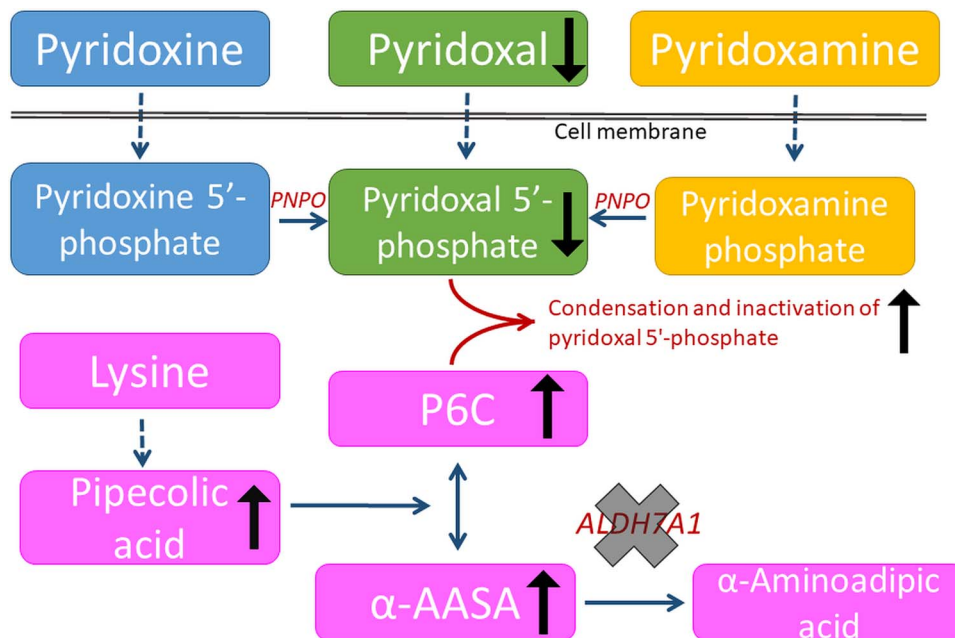 Pyridoxine
Pyridoxal
Pyridoxamine
Cell membrane
Pyridoxine 5’-
phosphate
PNPO
Pyridoxal 5’-
phosphate
PNPO
Pyridoxamine
phosphate
Condensation and inactivation of
pyridoxal 5'-phosphate
Lysine
P6C
Pipecolic
acid
ALDH7A1
α-AASA
α-Aminoadipic
acid